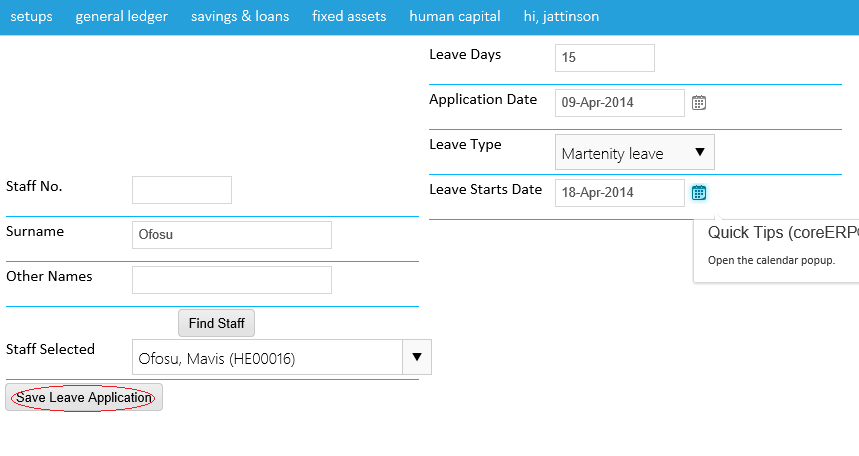 setups general ledger savings & loans fixed assets human capital hi, jattinson
Leave Days 15
Application Date 09-Apr-2014
Leave Type Martenity leave
Leave Starts Date 18-Apr-2014
Quick Tips (coreERP©
Open the calendar popup.
Staff No.
Surname Ofosu
Other Names
Find Staff
Staff Selected Ofosu, Mavis (HE00016)
Save Leave Application